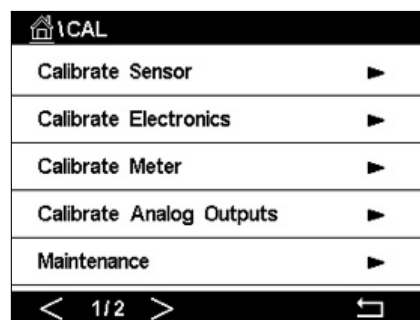 \CAL
Calibrate Sensor
Calibrate Electronics
Calibrate Meter
Calibrate Analog Outputs
Maintenance
< 1/2 >